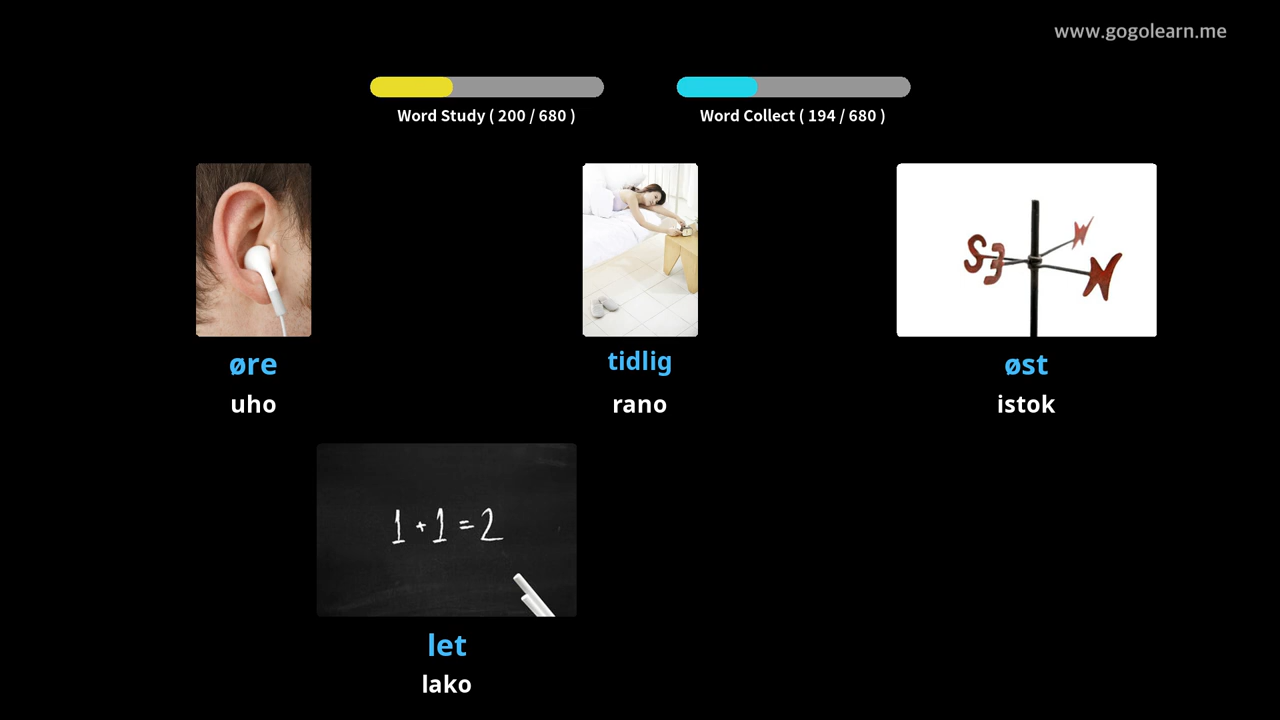 www.gogolearn.me
Word Study ( 200 / 680 )
Word Collect ( 194 / 680 )
øre
uho
tidlig
rano
S 3 N N
øst
istok
1 + 1 = 2
let
lako